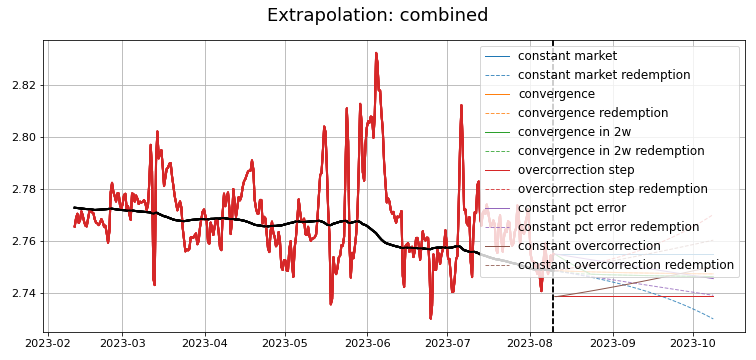 Extrapolation: combined
constant market
constant market redemption
convergence
convergence redemption
convergence in 2w
convergence in 2w redemption
overcorrection step
overcorrection step redemption
constant pct error
constant pct error redemption
constant overcorrection
constant overcorrection redemption
2.82
2.80
2.78
2.76
2.74
2023-02 2023-03 2023-04 2023-05 2023-06 2023-07 2023-08 2023-09 2023-10